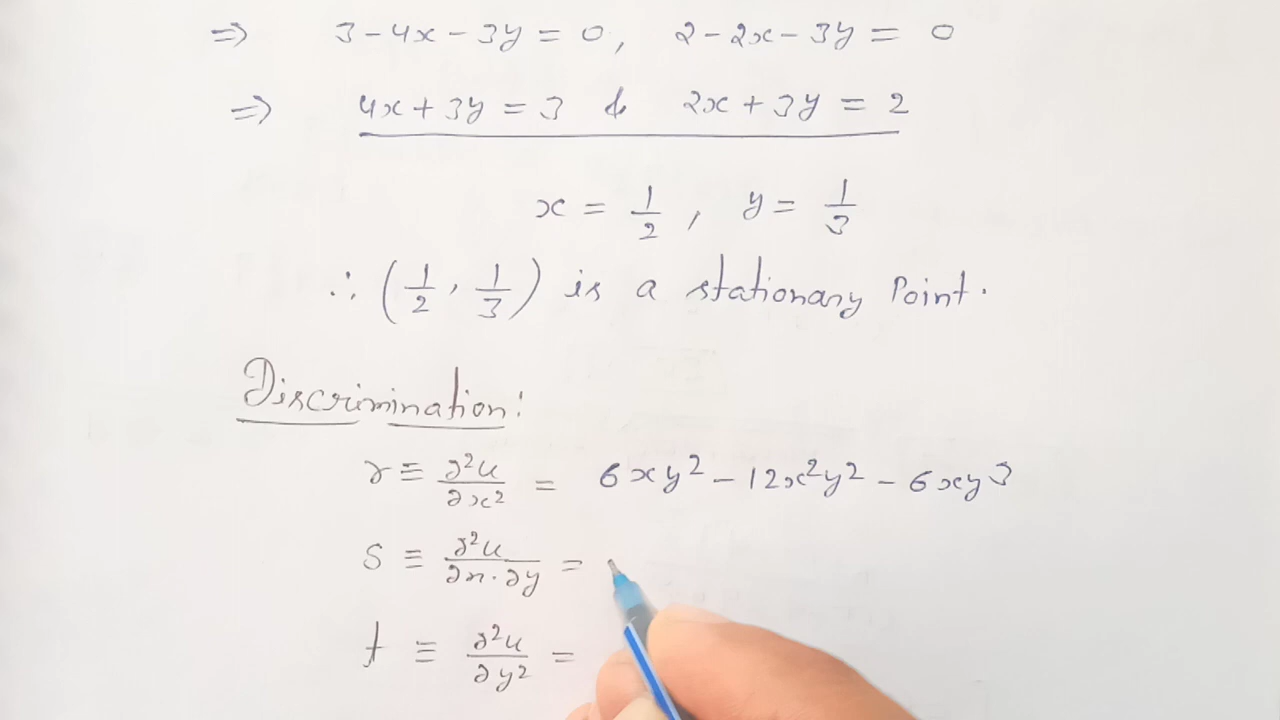 ⇒ 3 - 4x - 3y = 0, 2 - 2x - 3y = 0
⇒ 4x + 3y = 3 & 2x + 3y = 2
x = 1/2, y = 1/3
∴ (1/2, 1/3) is a stationary Point.
Discrimination:
r ≡ ∂²u/∂x² = 6xy² - 12x²y² - 6xy³
s ≡ ∂²u/∂x·∂y =
t ≡ ∂²u/∂y² =